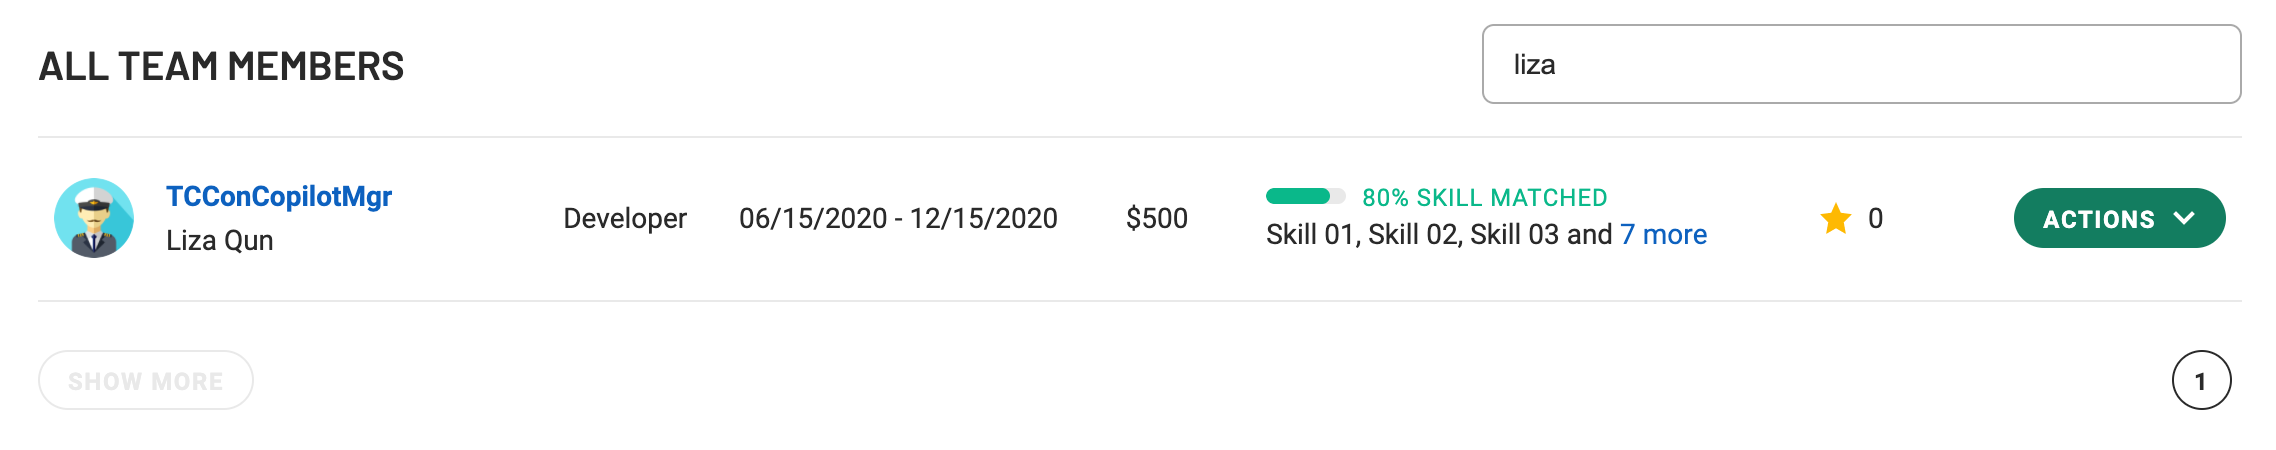 ALL TEAM MEMBERS
liza
TCConCopilotMgr
Liza Qun
Developer
06/15/2020 - 12/15/2020
$500
80% SKILL MATCHED
Skill 01, Skill 02, Skill 03 and 7 more
0
ACTIONS
SHOW MORE
1